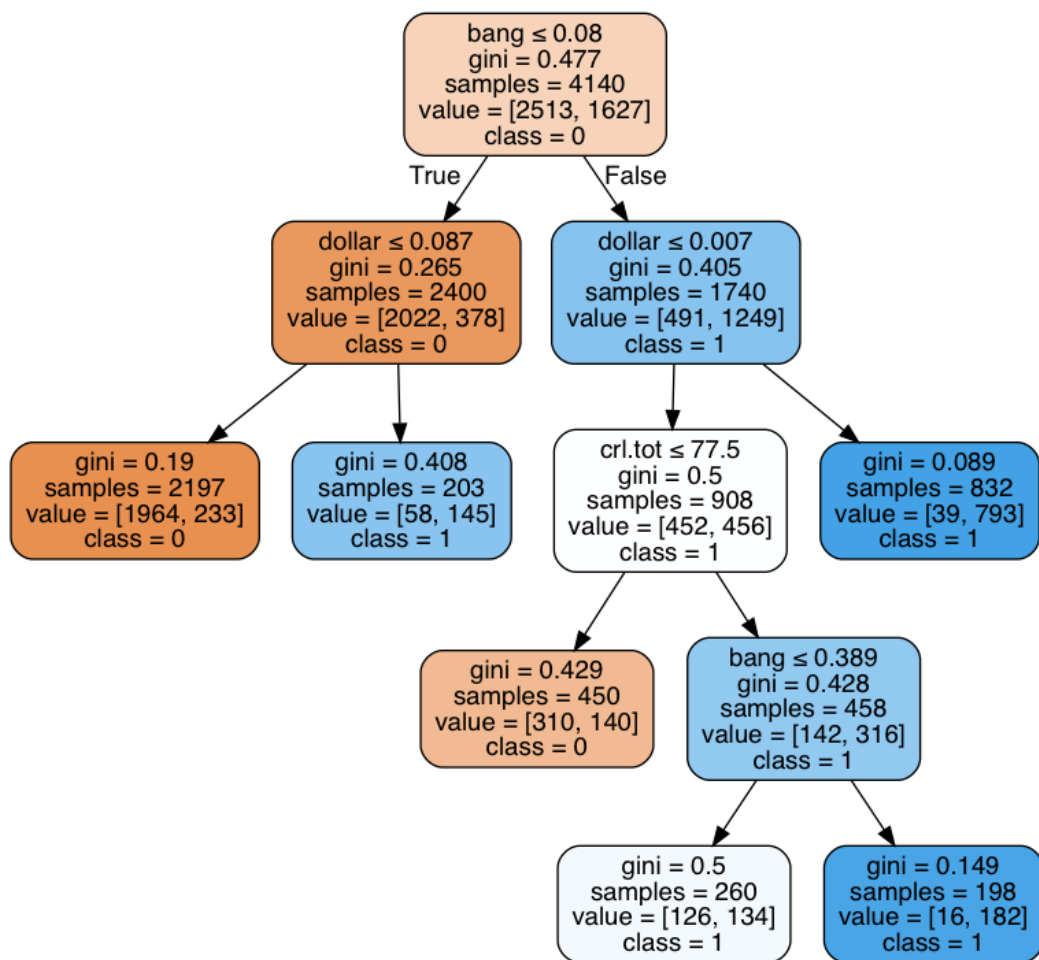 bang ≤ 0.08
gini = 0.477
samples = 4140
value = [2513, 1627]
class = 0
True
False
dollar ≤ 0.087
gini = 0.265
samples = 2400
value = [2022, 378]
class = 0
dollar ≤ 0.007
gini = 0.405
samples = 1740
value = [491, 1249]
class = 1
gini = 0.19
samples = 2197
value = [1964, 233]
class = 0
gini = 0.408
samples = 203
value = [58, 145]
class = 1
crl.tot ≤ 77.5
gini = 0.5
samples = 908
value = [452, 456]
class = 1
gini = 0.089
samples = 832
value = [39, 793]
class = 1
gini = 0.429
samples = 450
value = [310, 140]
class = 0
bang ≤ 0.389
gini = 0.428
samples = 458
value = [142, 316]
class = 1
gini = 0.5
samples = 260
value = [126, 134]
class = 1
gini = 0.149
samples = 198
value = [16, 182]
class = 1